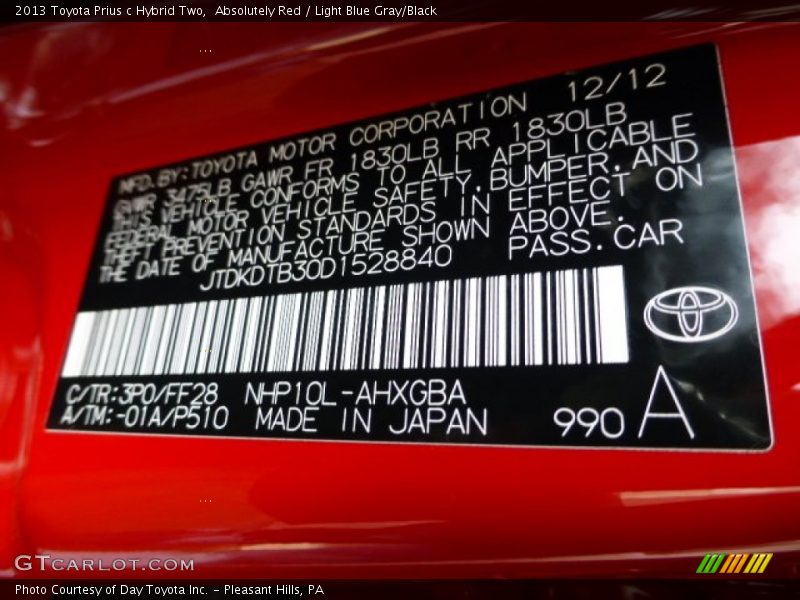 2013 Toyota Prius c Hybrid Two,  Absolutely Red / Light Blue Gray/Black
MFD.BY:TOYOTA MOTOR CORPORATION 12/12
GVWR 3475LB GAWR FR 1830LB RR 1830LB
THIS VEHICLE CONFORMS TO ALL APPLICABLE
FEDERAL MOTOR VEHICLE SAFETY,BUMPER,AND
THEFT PREVENTION STANDARDS IN EFFECT ON
THE DATE OF MANUFACTURE SHOWN ABOVE.
JTDKDTB30D1528840 PASS.CAR
C/TR:3P0/FF28 NHP10L-AHXGBA
A/TM:-01A/P510 MADE IN JAPAN 990 A
GTCARLOT.COM
Photo Courtesy of Day Toyota Inc. - Pleasant Hills, PA